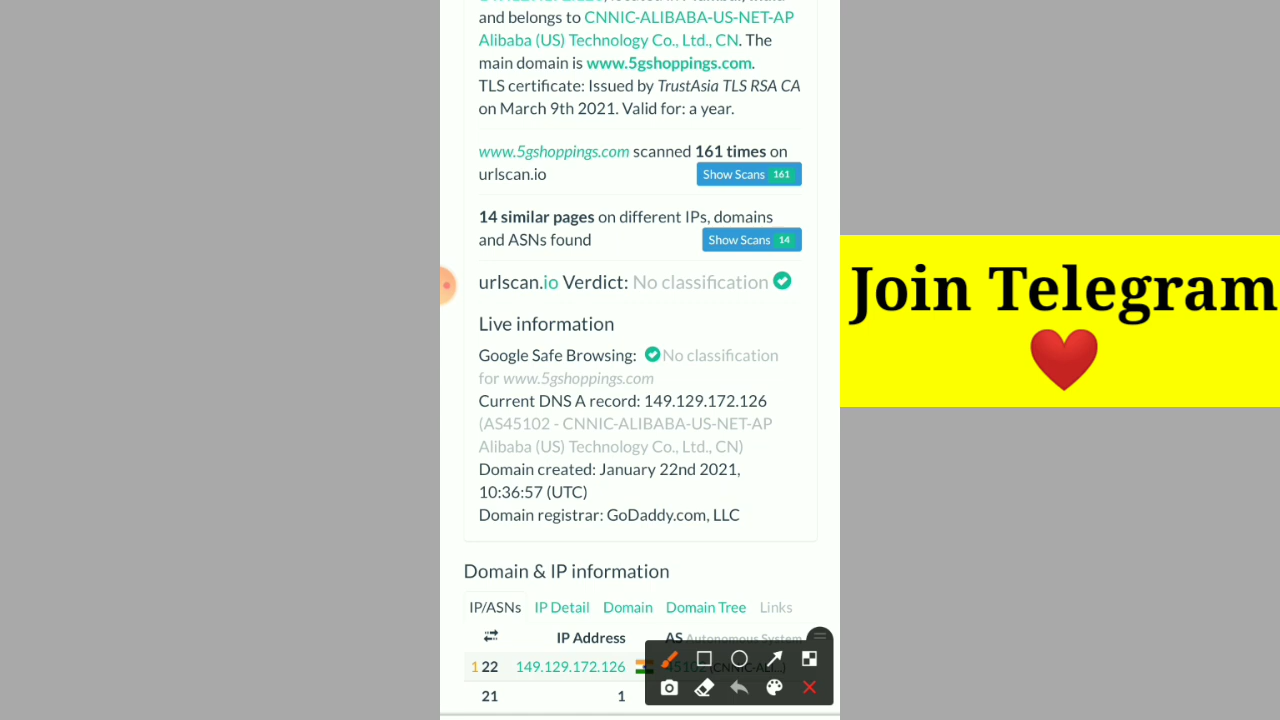 and belongs to CNNIC-ALIBABA-US-NET-AP
Alibaba (US) Technology Co., Ltd., CN. The
main domain is www.5gshoppings.com.
TLS certificate: Issued by TrustAsia TLS RSA CA
on March 9th 2021. Valid for: a year.
www.5gshoppings.com scanned 161 times on
urlscan.io
Show Scans 161
14 similar pages on different IPs, domains
and ASNs found
Show Scans 14
urlscan.io Verdict: No classification
Live information
Google Safe Browsing: No classification
for www.5gshoppings.com
Current DNS A record: 149.129.172.126
(AS45102 - CNNIC-ALIBABA-US-NET-AP
Alibaba (US) Technology Co., Ltd., CN)
Domain created: January 22nd 2021,
10:36:57 (UTC)
Domain registrar: GoDaddy.com, LLC
Domain & IP information
IP/ASNs IP Detail Domain Domain Tree Links
IP Address AS Autonomous System
1 22 149.129.172.126 45102 (CNNIC-ALI...)
21 1
Join Telegram